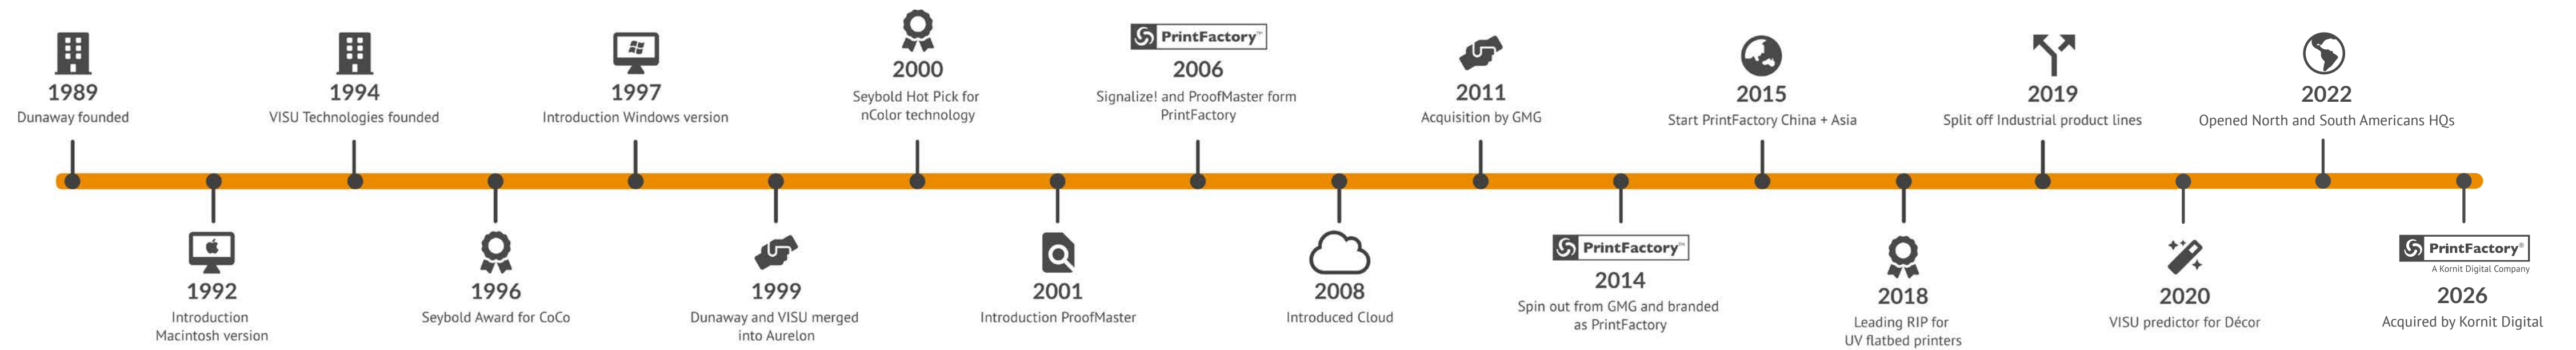 1989
Dunaway founded
1992
Introduction
Macintosh version
1994
VISU Technologies founded
1996
Seybold Award for CoCo
1997
Introduction Windows version
1999
Dunaway and VISU merged
into Aurelon
2000
Seybold Hot Pick for
nColor technology
2001
Introduction ProofMaster
PrintFactory™
2006
Signalize! and ProofMaster form
PrintFactory
2008
Introduced Cloud
2011
Acquisition by GMG
PrintFactory™
2014
Spin out from GMG and branded
as PrintFactory
2015
Start PrintFactory China + Asia
2018
Leading RIP for
UV flatbed printers
2019
Split off Industrial product lines
2020
VISU predictor for Décor
2022
Opened North and South Americans HQs
PrintFactory®
A Kornit Digital Company
2026
Acquired by Kornit Digital